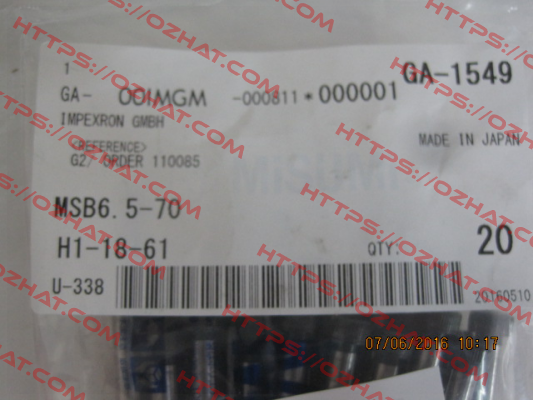 1
GA-1549
GA- 00IMGM -000811*000001
IMPEXRON GMBH
MADE IN JAPAN
<REFERENCE>
G2/ ORDER 110085
MSB6.5-70
H1-18-61
QTY. 20
U-338
20160510
07/06/2016 10:17
HTTPS://OZHAT.COM